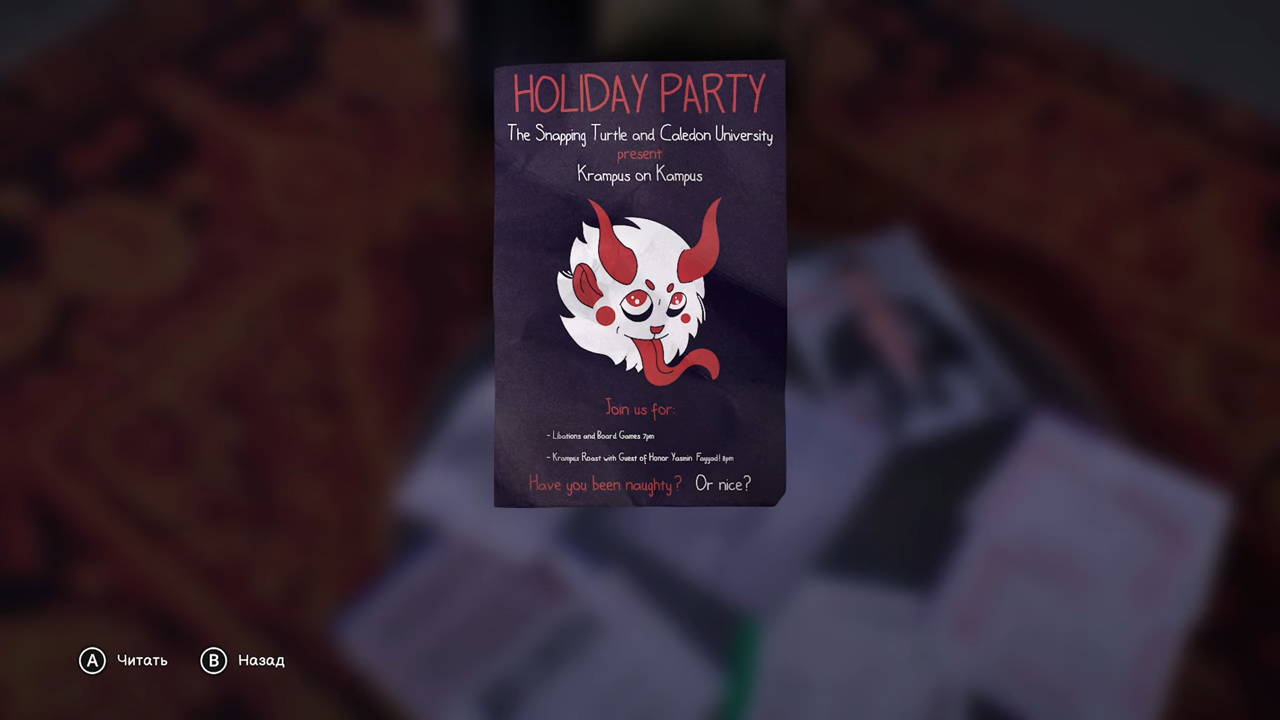 HOLIDAY PARTY
The Snapping Turtle and Caledon University
present
Krampus on Kampus
Join us for:
- Libations and Board Games 7pm
- Krampus Roast with Guest of Honor Yasmin Fayyad! 8pm
Have you been naughty? Or nice?
A Читать B Назад